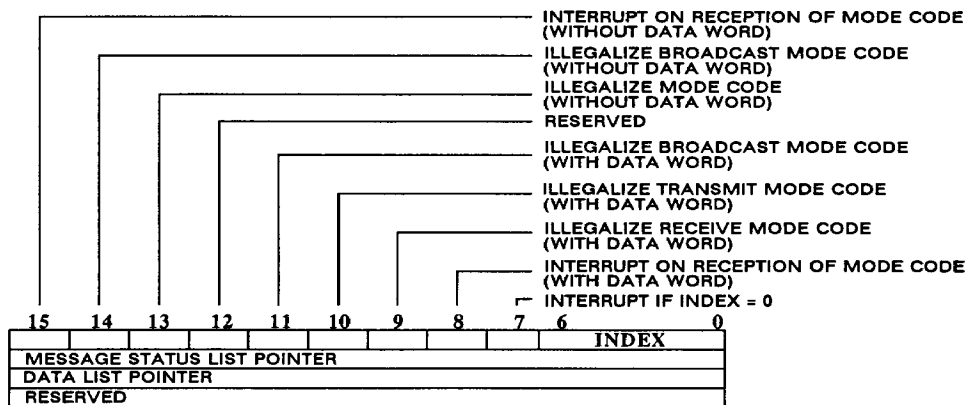 INTERRUPT ON RECEPTION OF MODE CODE
(WITHOUT DATA WORD)
ILLEGALIZE BROADCAST MODE CODE
(WITHOUT DATA WORD)
ILLEGALIZE MODE CODE
(WITHOUT DATA WORD)
RESERVED
ILLEGALIZE BROADCAST MODE CODE
(WITH DATA WORD)
ILLEGALIZE TRANSMIT MODE CODE
(WITH DATA WORD)
ILLEGALIZE RECEIVE MODE CODE
(WITH DATA WORD)
INTERRUPT ON RECEPTION OF MODE CODE
(WITH DATA WORD)
INTERRUPT IF INDEX = 0
15 14 13 12 11 10 9 8 7 6 0
INDEX
MESSAGE STATUS LIST POINTER
DATA LIST POINTER
RESERVED